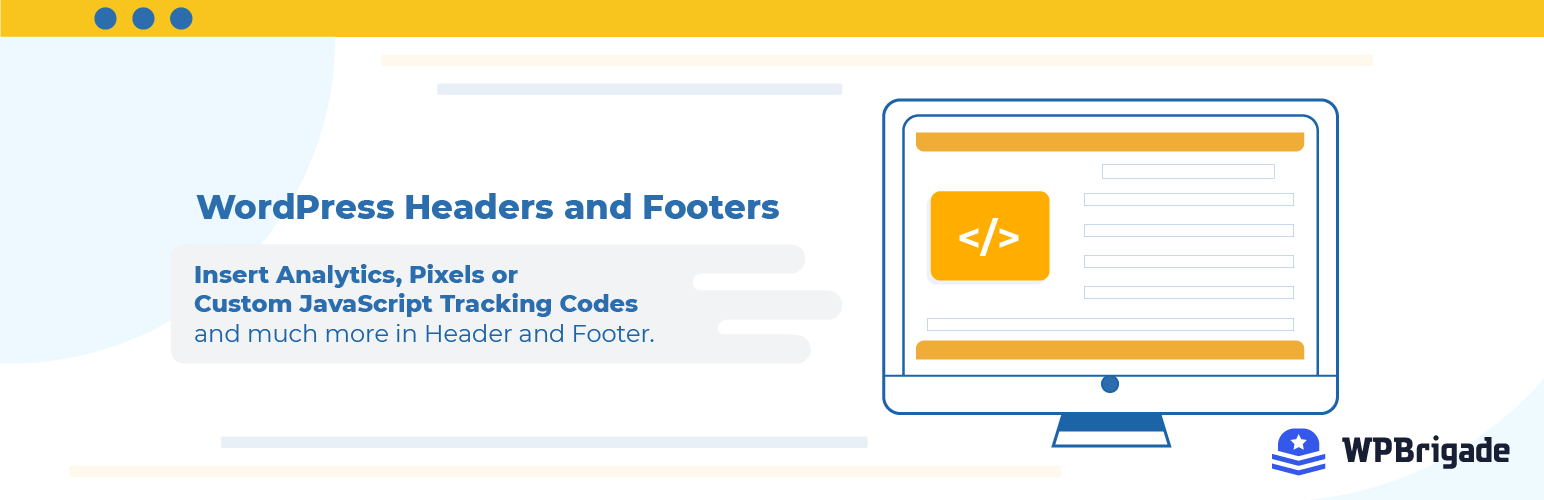 WordPress Headers and Footers
Insert Analytics, Pixels or
Custom JavaScript Tracking Codes
and much more in Header and Footer.
</>
WPBrigade